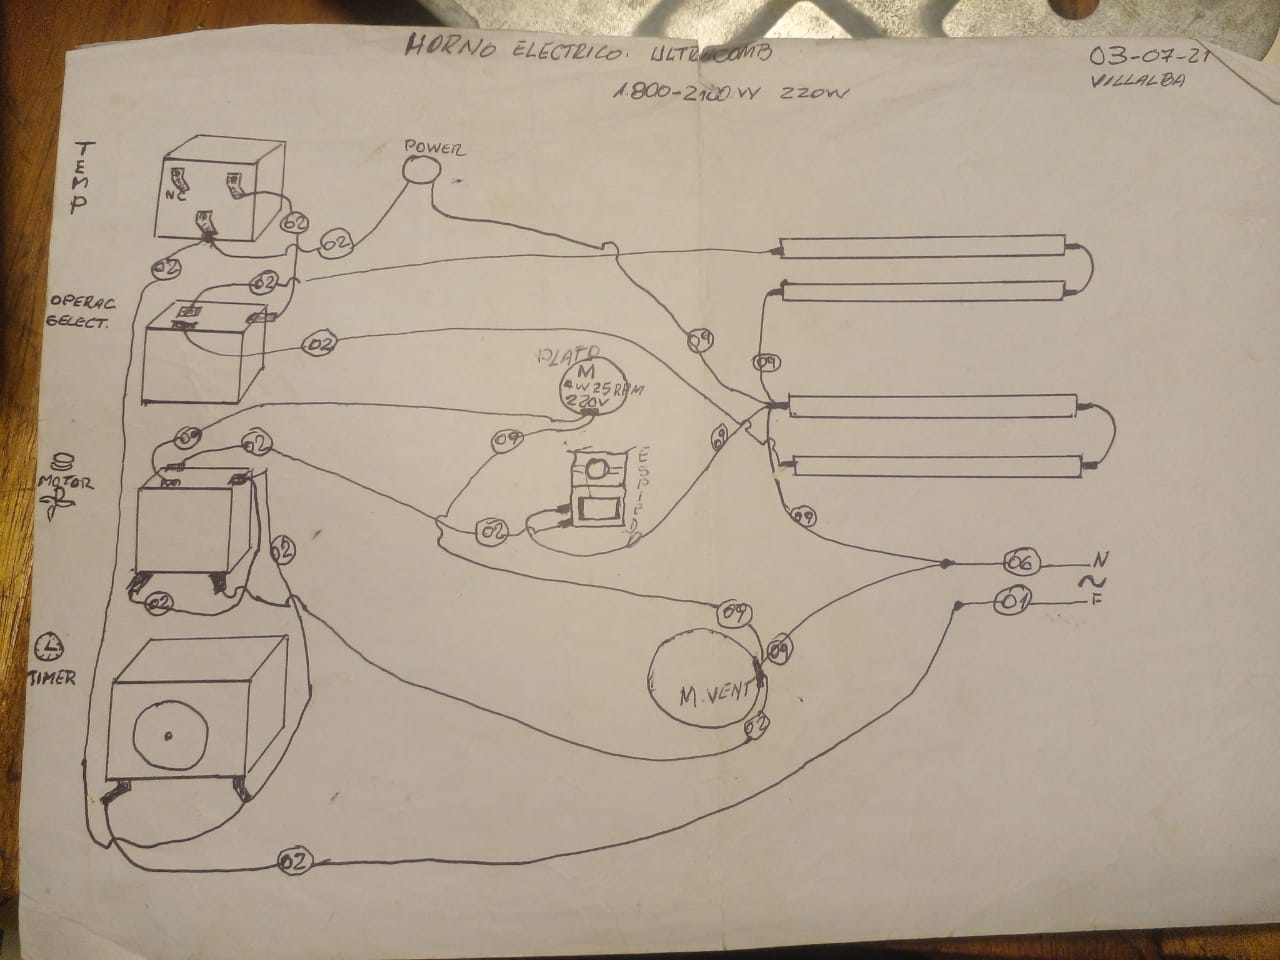 HORNO ELECTRICO. ULTRACOMB
03-07-21
VILLALBA
1.800-2100W 220W
TEMP
NC
POWER
02
02
02
02
OPERAC.
SELECT.
02
09
09
PLATO
M
4W 25 RPM
220V
09
02
09
09
MOTOR
ESPIEDO
02
09
02
02
06 N
~
01 F
09
09
TIMER
M. VENT
02
02